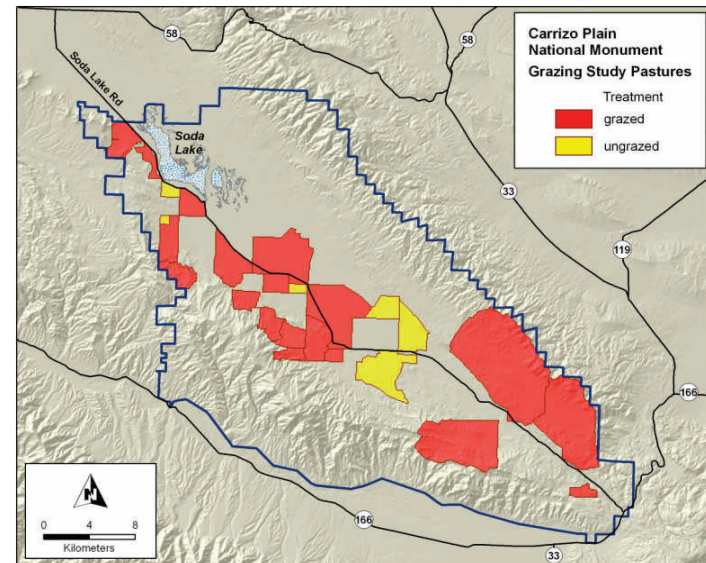 58
58
Carrizo Plain
National Monument
Grazing Study Pastures
Treatment
grazed
ungrazed
Soda Lake Rd
Soda
Lake
33
119
166
N
0 4 8
Kilometers
166
33